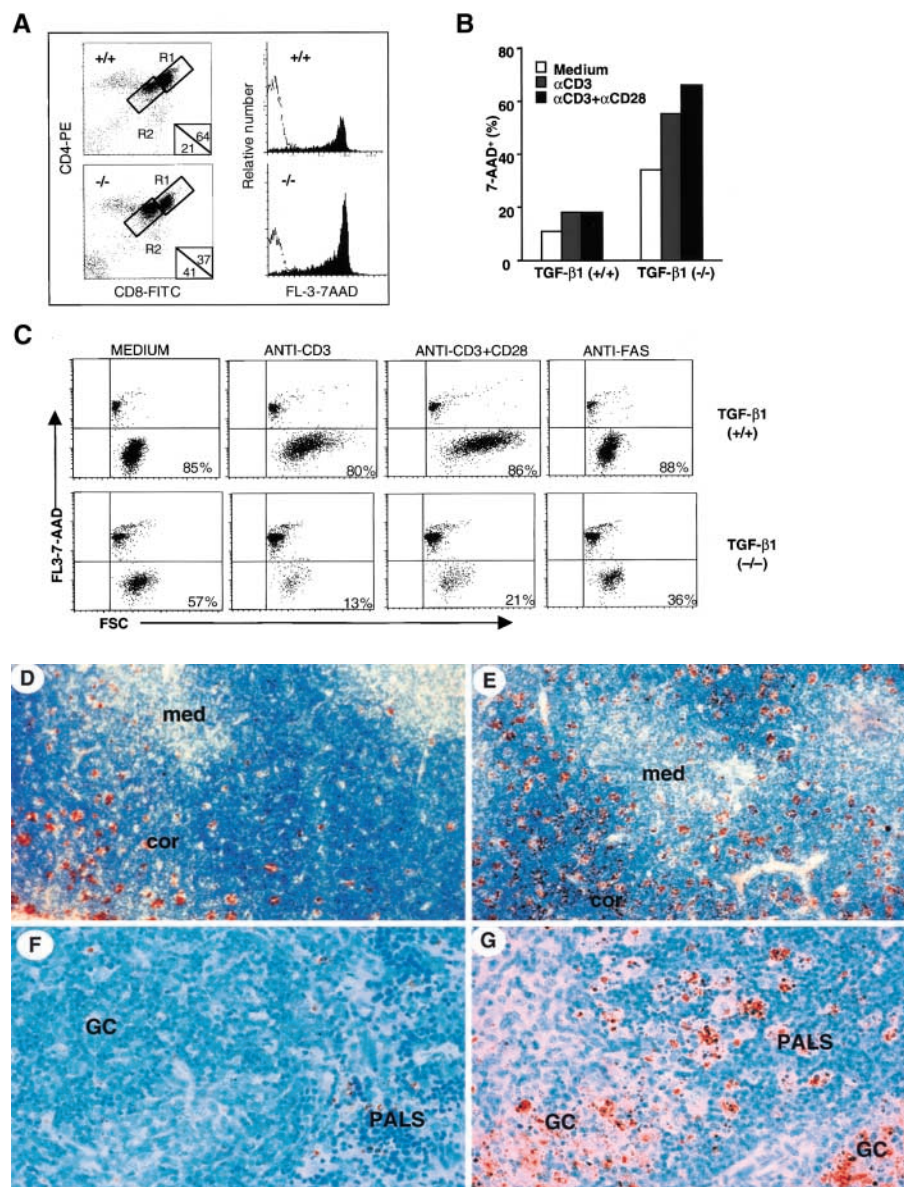 A
+/+
R1
R2
64
21
-/-
R1
R2
37
41
CD4-PE
CD8-FITC
+/+
-/-
Relative number
FL-3-7AAD
B
80
60
40
20
0
7-AAD+ (%)
Medium
αCD3
αCD3+αCD28
TGF-β1 (+/+)
TGF-β1 (-/-)
C
MEDIUM
ANTI-CD3
ANTI-CD3+CD28
ANTI-FAS
85%
80%
86%
88%
TGF-β1
(+/+)
57%
13%
21%
36%
TGF-β1
(–/–)
FL3-7-AAD
FSC
D
med
cor
E
med
cor
F
GC
PALS
G
PALS
GC
GC